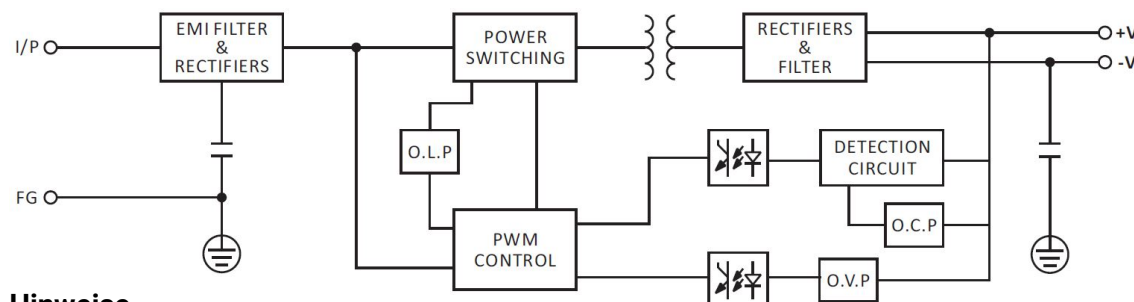 I/P
EMI FILTER
&
RECTIFIERS
POWER
SWITCHING
RECTIFIERS
&
FILTER
+V
-V
O.L.P
DETECTION
CIRCUIT
FG
O.C.P
PWM
CONTROL
O.V.P
Hinweise